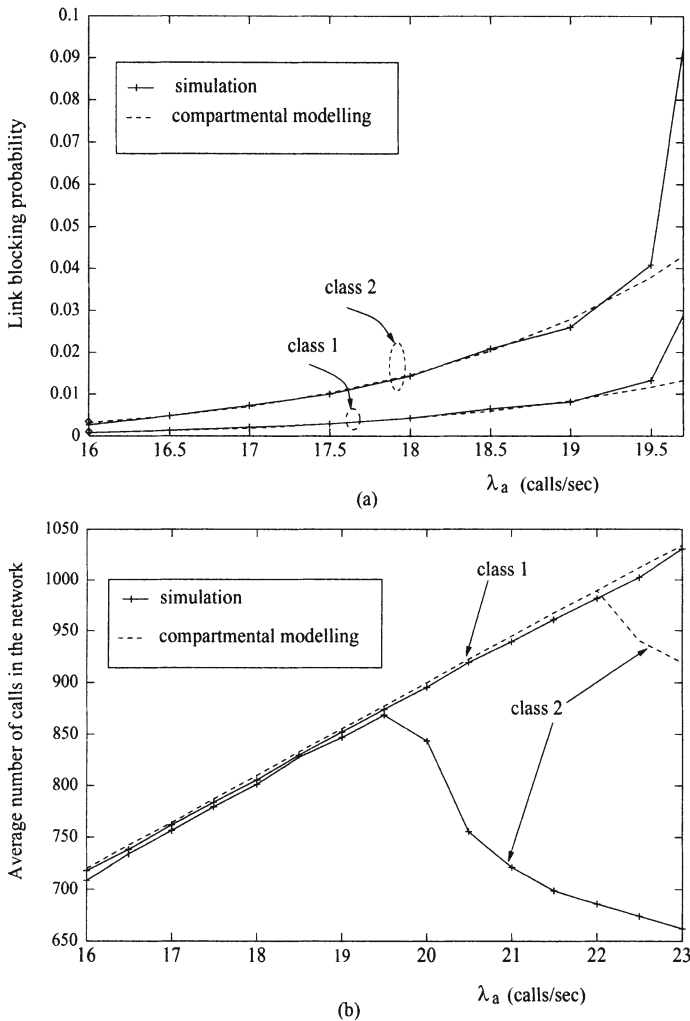 0.1
0.09
0.08
0.07
0.06
0.05
0.04
0.03
0.02
0.01
0
Link blocking probability
simulation
compartmental modelling
class 2
class 1
16 16.5 17 17.5 18 18.5 19 19.5
λa (calls/sec)
(a)
1050
1000
950
900
850
800
750
700
650
Average number of calls in the network
simulation
compartmental modelling
class 1
class 2
16 17 18 19 20 21 22 23
λa (calls/sec)
(b)